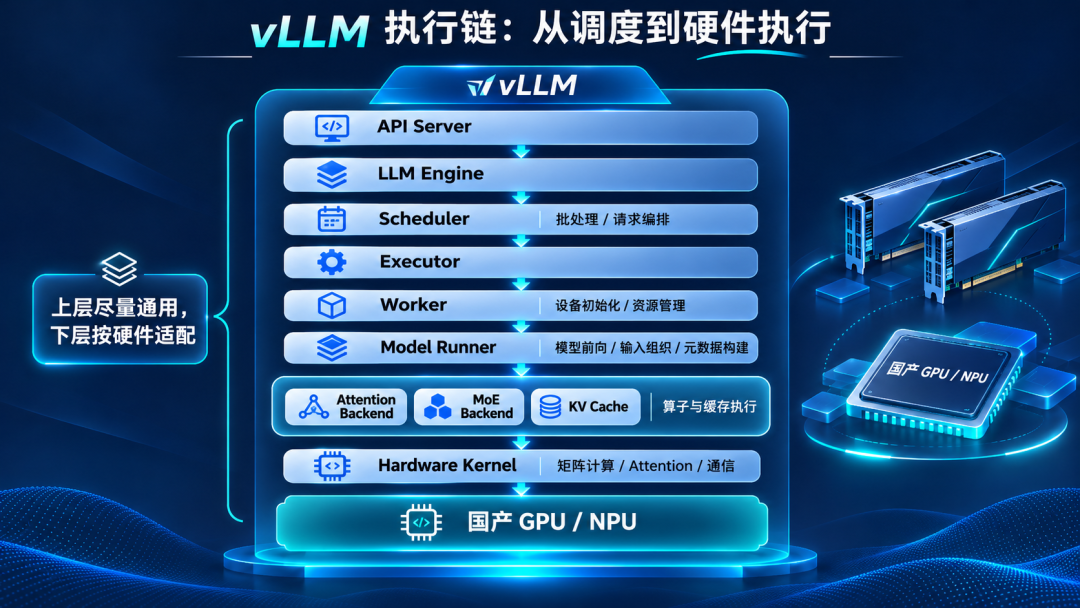 vLLM 执行链：从调度到硬件执行
vLLM
API Server
LLM Engine
Scheduler 批处理 / 请求编排
Executor
Worker 设备初始化 / 资源管理
Model Runner 模型前向 / 输入组织 / 元数据构建
Attention
Backend
MoE
Backend
KV Cache
算子与缓存执行
Hardware Kernel 矩阵计算 / Attention / 通信
国产 GPU / NPU
上层尽量通用，
下层按硬件适配
国产 GPU / NPU